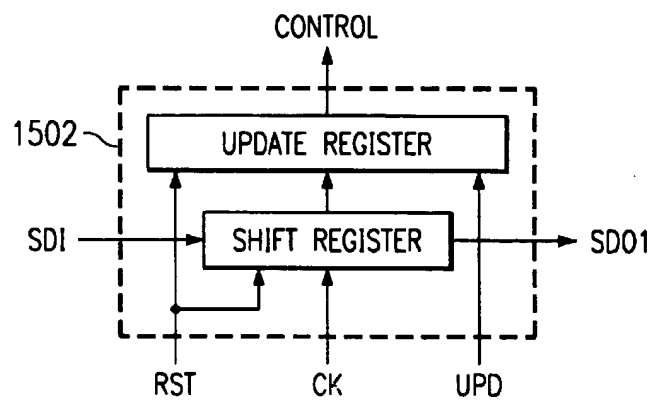 CONTROL
1502
UPDATE REGISTER
SDI
SHIFT REGISTER
SDO1
RST
CK
UPD